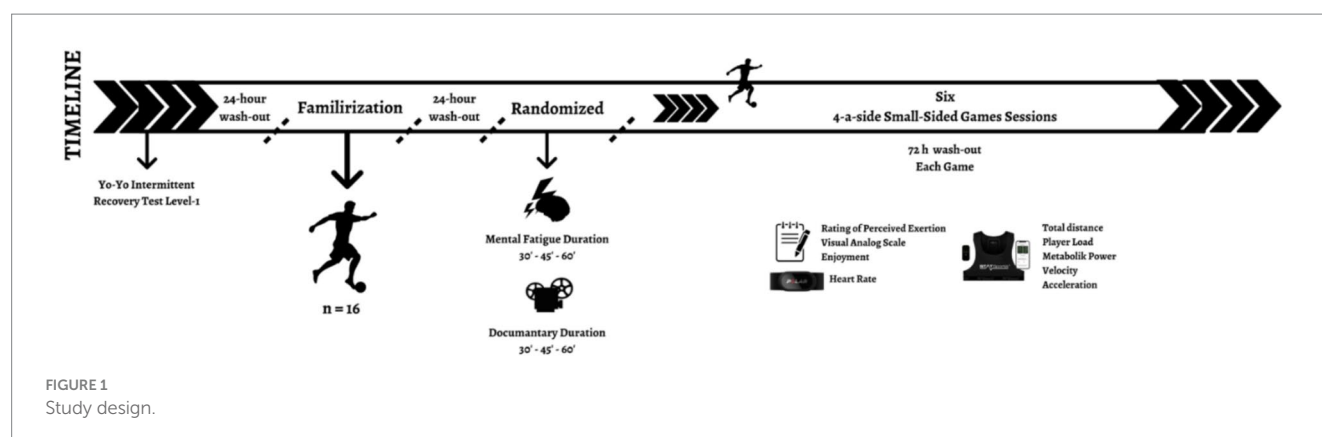 TIMELINE
24-hour
wash-out
Familirization
24-hour
wash-out
Randomized
Six
4-a-side Small-Sided Games Sessions
72 h wash-out
Each Game
Yo-Yo Intermittent
Recovery Test Level-1
n = 16
Mental Fatigue Duration
30' - 45' - 60'
Documantary Duration
30' - 45' - 60'
Rating of Perceived Exertion
Visual Analog Scale
Enjoyment
POLAR
Heart Rate
Total distance
Player Load
Metabolik Power
Velocity
Acceleration
FIGURE 1
Study design.